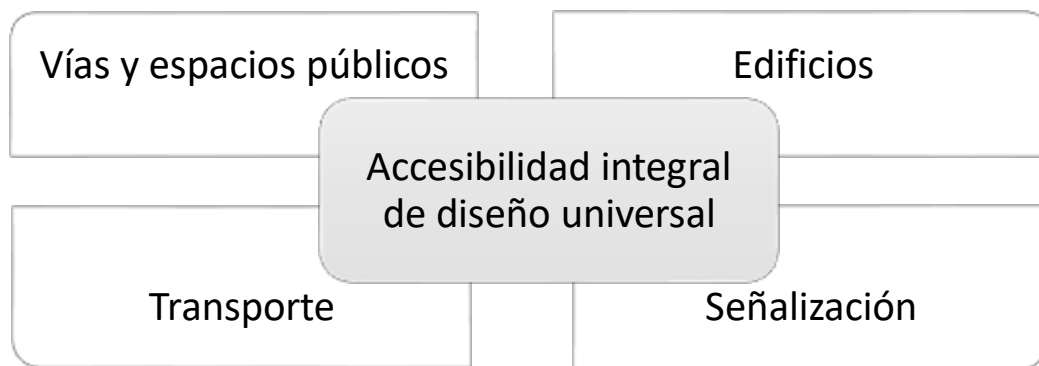 Vías y espacios públicos
Edificios
Accesibilidad integral
de diseño universal
Transporte
Señalización